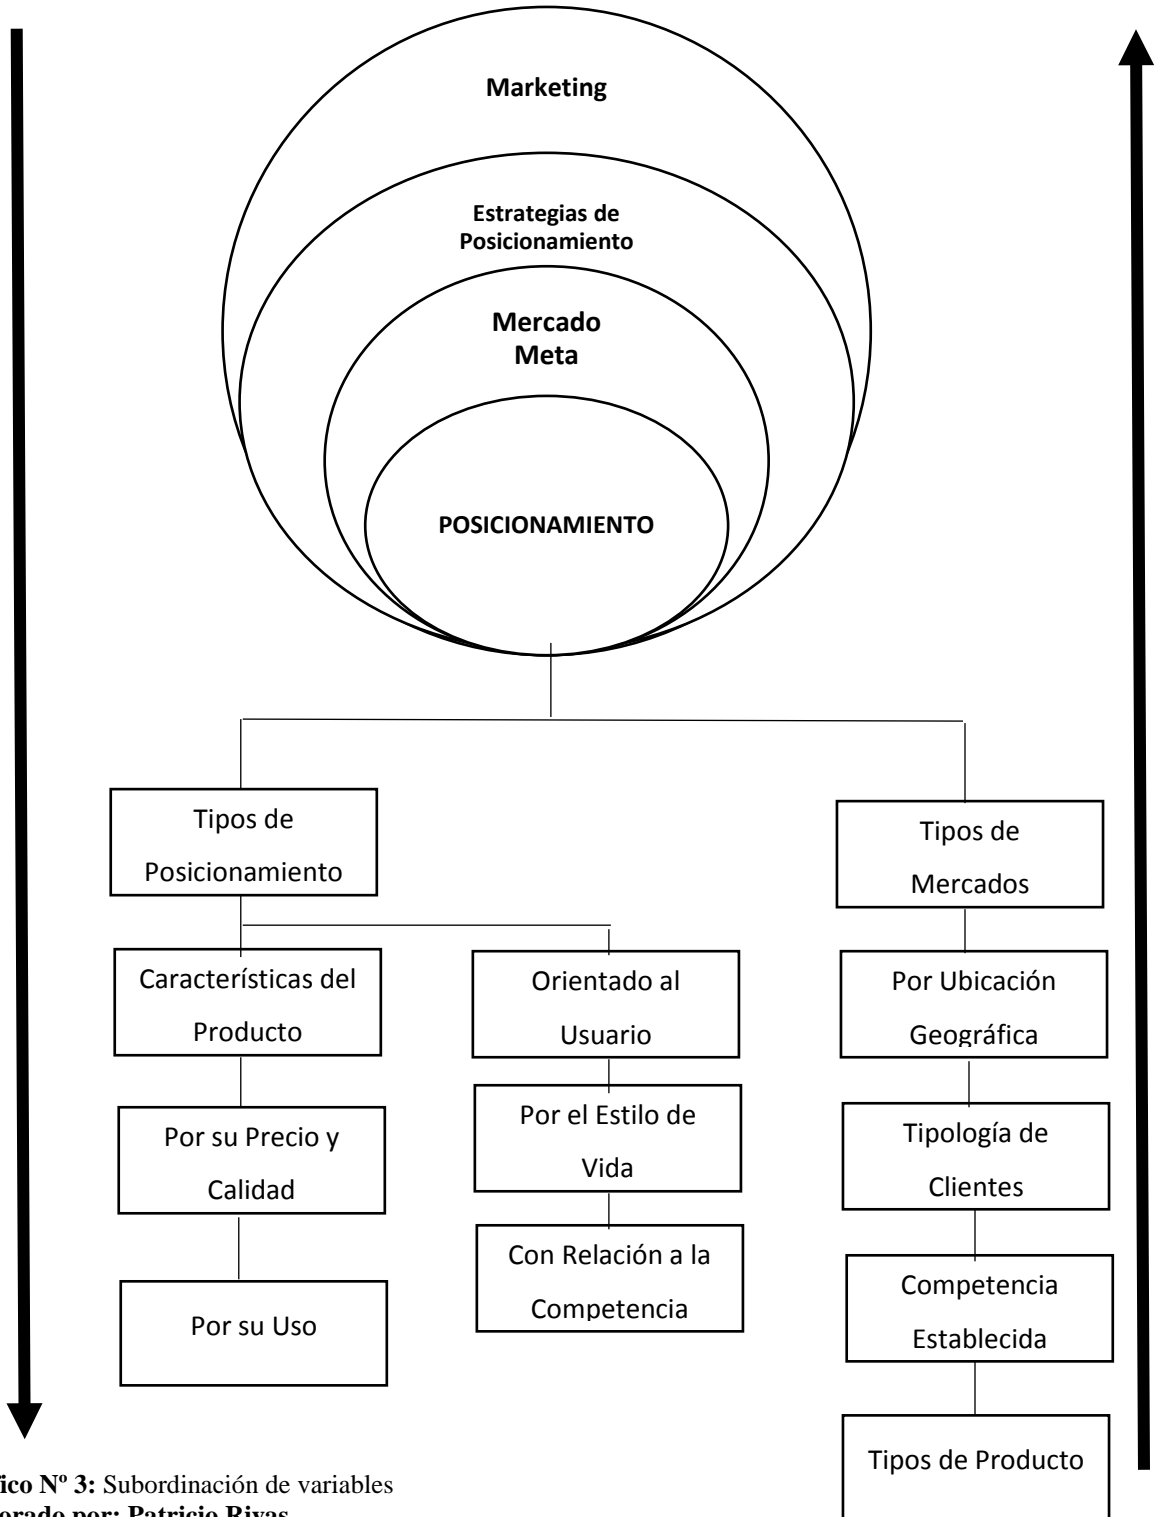 Marketing
Estrategias de
Posicionamiento
Mercado
Meta
POSICIONAMIENTO
Tipos de
Posicionamiento
Tipos de
Mercados
Características del
Producto
Orientado al
Usuario
Por Ubicación
Geográfica
Por su Precio y
Calidad
Por el Estilo de
Vida
Tipología de
Clientes
Por su Uso
Con Relación a la
Competencia
Competencia
Establecida
Tipos de Producto
fico Nº 3: Subordinación de variables
orado por: Patricio Rivas